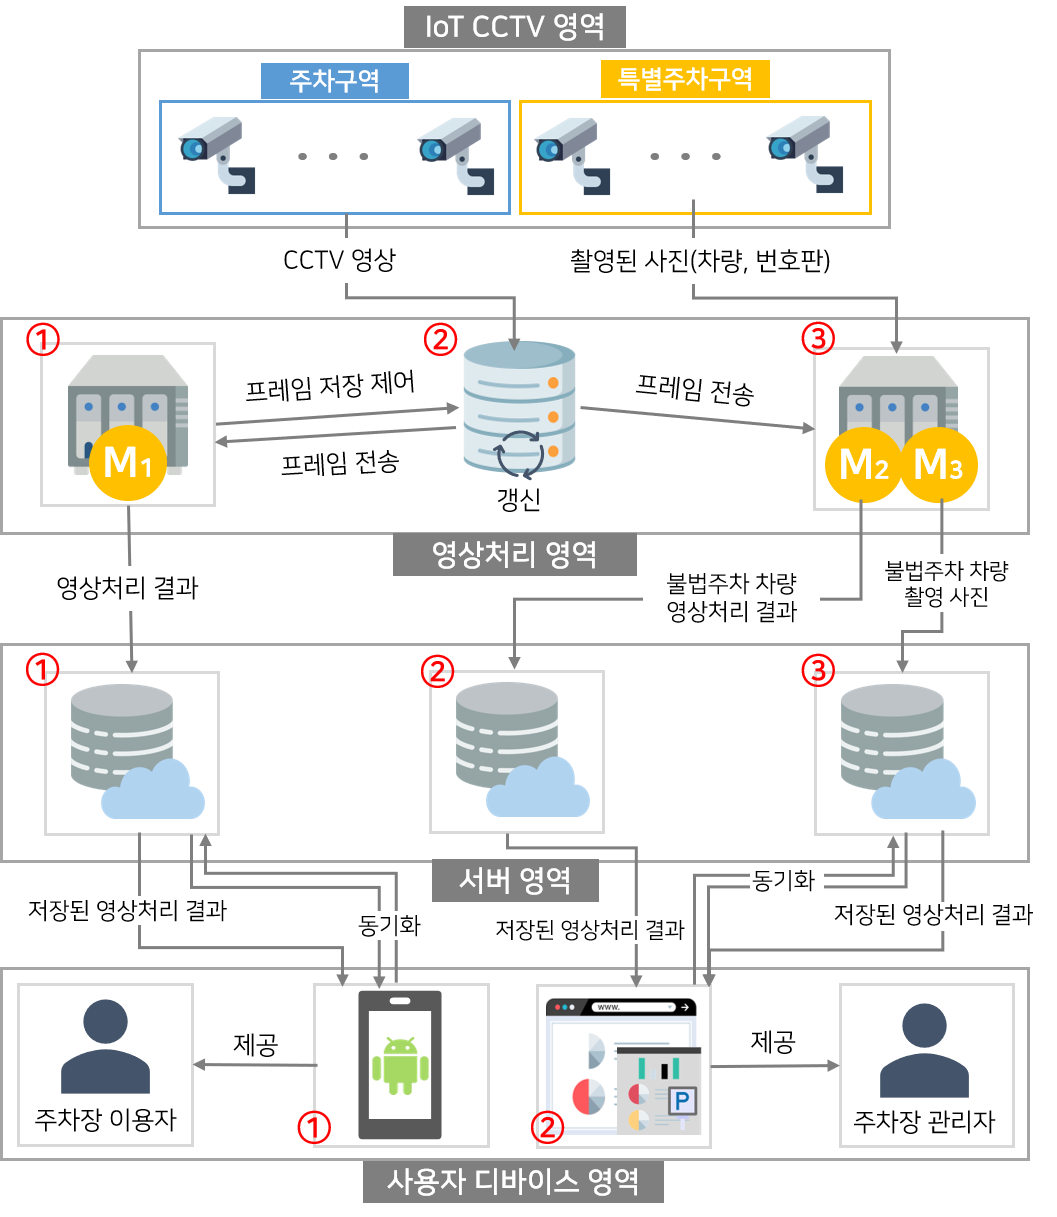 IoT CCTV 영역
주차구역
특별주차구역
CCTV 영상
촬영된 사진(차량, 번호판)
①
②
③
프레임 저장 제어
프레임 전송
프레임 전송
갱신
M1
M2
M3
영상처리 영역
영상처리 결과
불법주차 차량
영상처리 결과
불법주차 차량
촬영 사진
①
②
③
서버 영역
저장된 영상처리 결과
동기화
저장된 영상처리 결과
동기화
저장된 영상처리 결과
www.
P
제공
제공
주차장 이용자
①
②
주차장 관리자
사용자 디바이스 영역